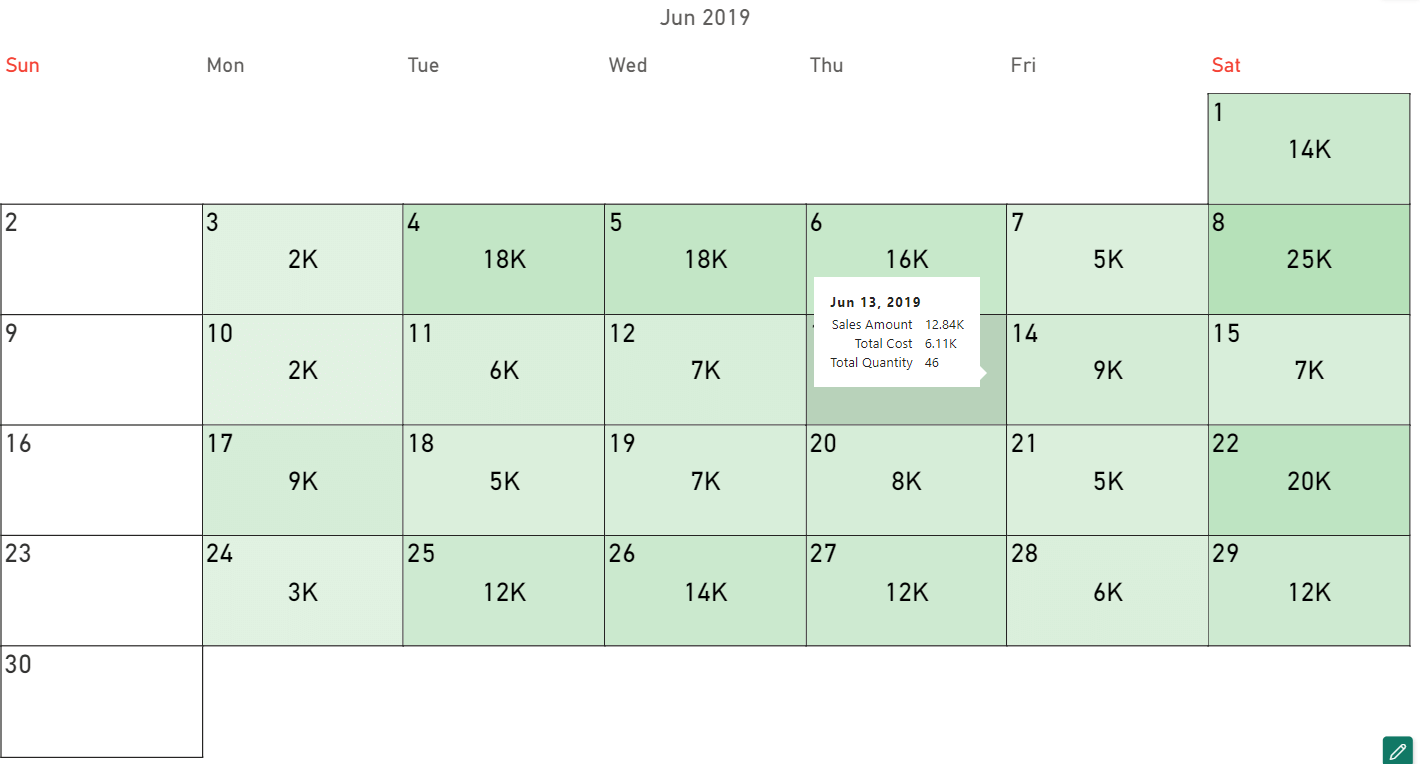 Jun 2019
Sun Mon Tue Wed Thu Fri Sat
1
14K
2 3 4 5 6 7 8
2K 18K 18K 16K 5K 25K
Jun 13, 2019
Sales Amount 12.84K
Total Cost 6.11K
Total Quantity 46
9 10 11 12 14 15
2K 6K 7K 9K 7K
16 17 18 19 20 21 22
9K 5K 7K 8K 5K 20K
23 24 25 26 27 28 29
3K 12K 14K 12K 6K 12K
30